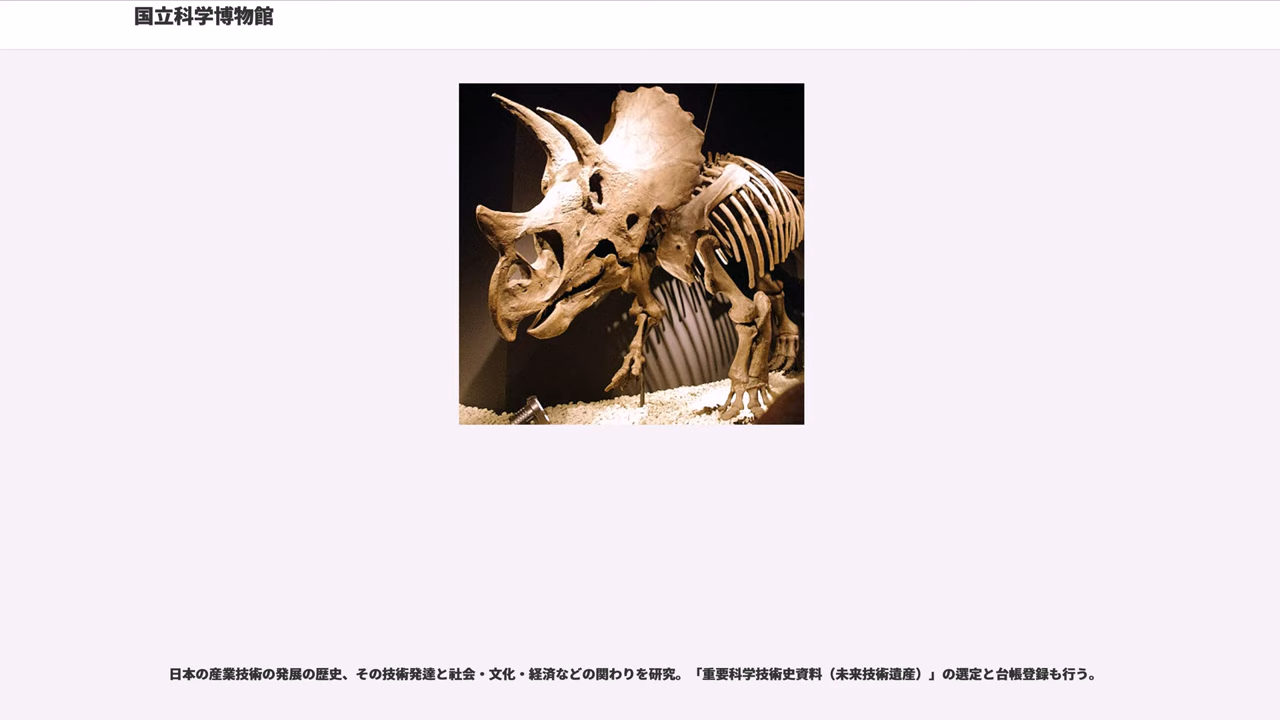 国立科学博物館
日本の産業技術の発展の歴史、その技術発達と社会・文化・経済などの関わりを研究。「重要科学技術史資料（未来技術遺産）」の選定と台帳登録も行う。